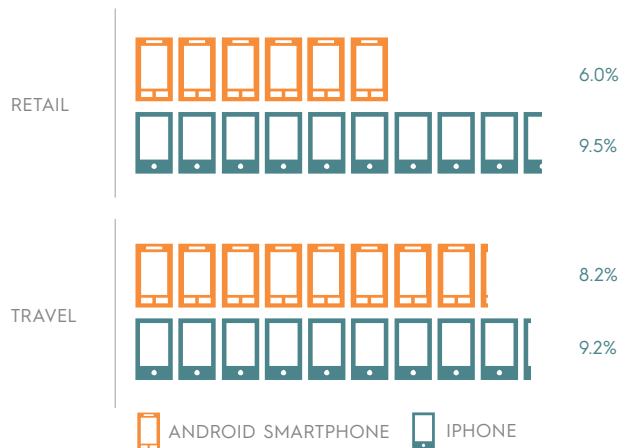 RETAIL
6.0%
9.5%
TRAVEL
8.2%
9.2%
ANDROID SMARTPHONE
IPHONE